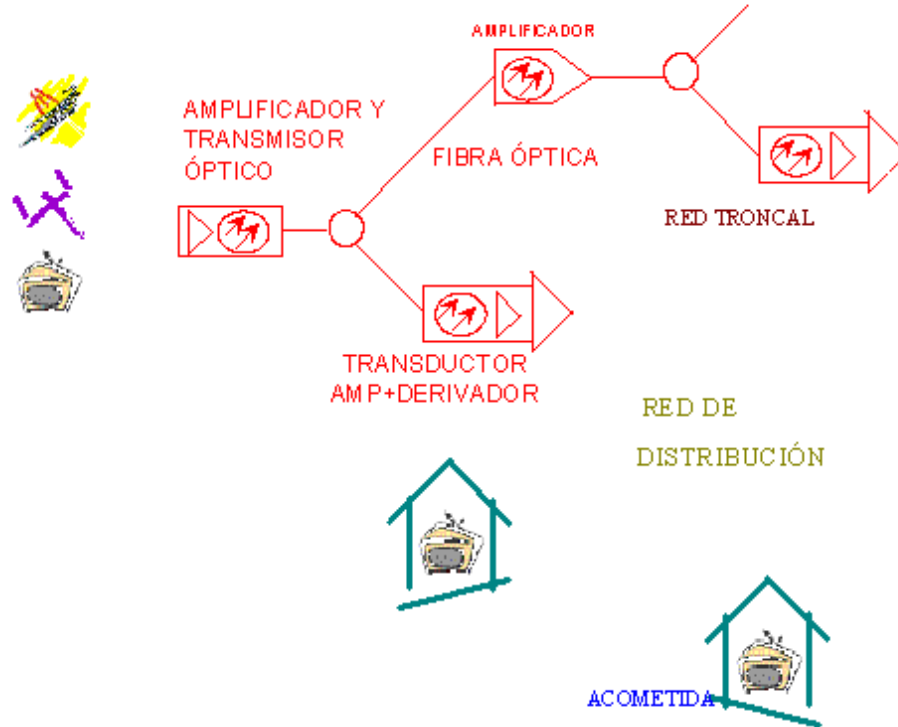 AMPLIFICADOR
AMPLIFICADOR Y
TRANSMISOR
ÓPTICO
FIBRA ÓPTICA
RED TRONCAL
TRANSDUCTOR
AMP+DERIVADOR
RED DE
DISTRIBUCIÓN
ACOMETIDA